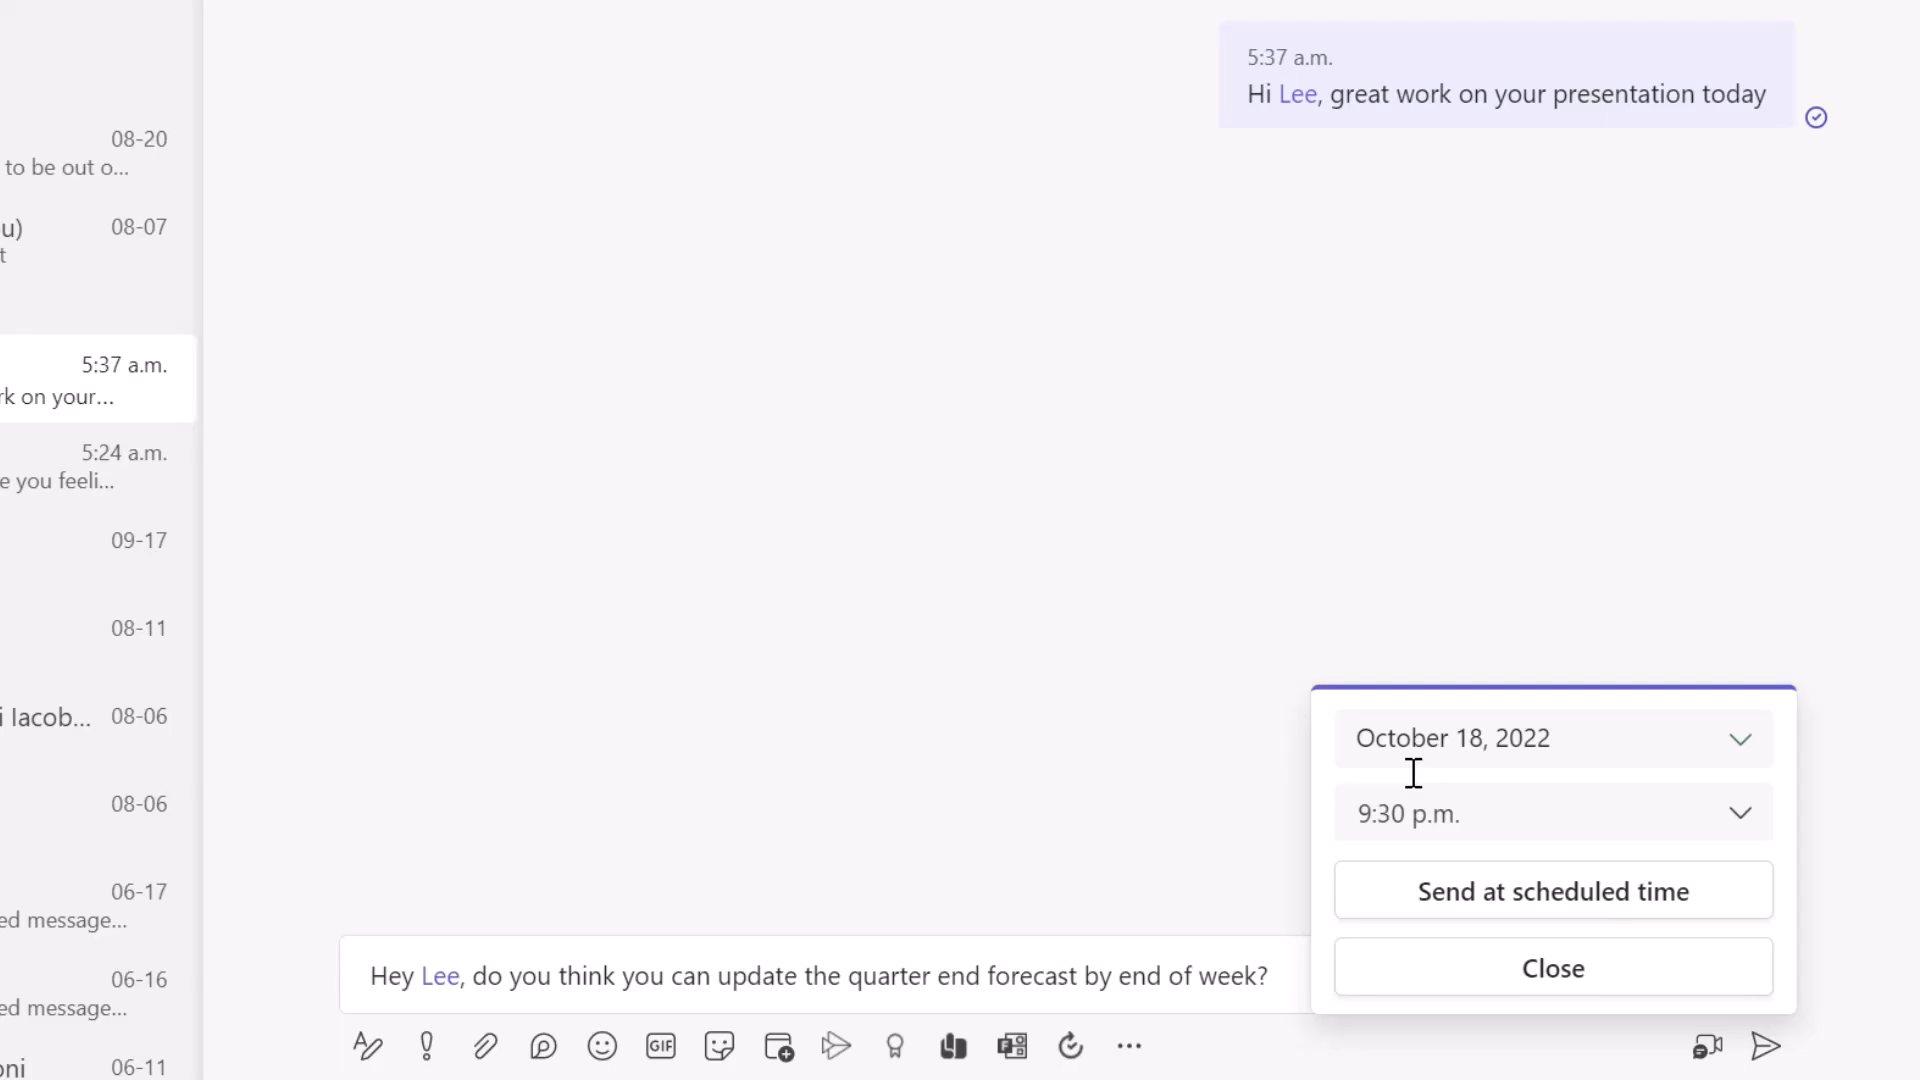 5:37 a.m.
Hi Lee, great work on your presentation today
08-20
to be out o...
u) 08-07
t
5:37 a.m.
rk on your...
5:24 a.m.
e you feeli...
09-17
08-11
i Iacob... 08-06
08-06
06-17
ed message...
06-16
ed message...
oni 06-11
October 18, 2022
9:30 p.m.
Send at scheduled time
Close
Hey Lee, do you think you can update the quarter end forecast by end of week?
GIF